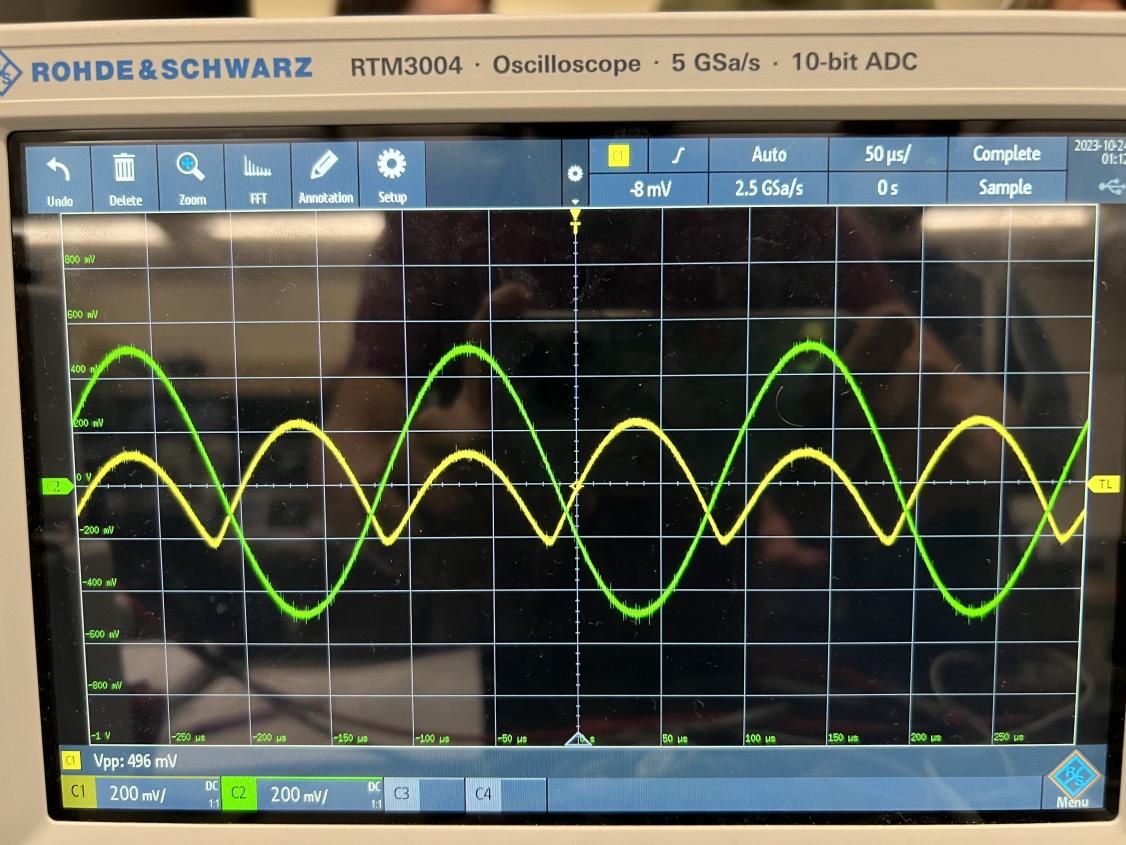 ROHDE&SCHWARZ RTM3004 · Oscilloscope · 5 GSa/s · 10-bit ADC
Undo Delete Zoom FFT Annotation Setup
C1 Auto 50 µs/ Complete 2023-10-24
-8 mV 2.5 GSa/s 0 s Sample 01:12
T
800 mV
600 mV
400 mV
200 mV
C2 0 V TL
-200 mV
-400 mV
-600 mV
-800 mV
-1 V -250 µs -200 µs -150 µs -100 µs -50 µs 0 s 50 µs 100 µs 150 µs 200 µs 250 µs
C1 Vpp: 496 mV
C1 200 mV/ DC 1:1 C2 200 mV/ DC 1:1 C3 C4
R&S
Menu